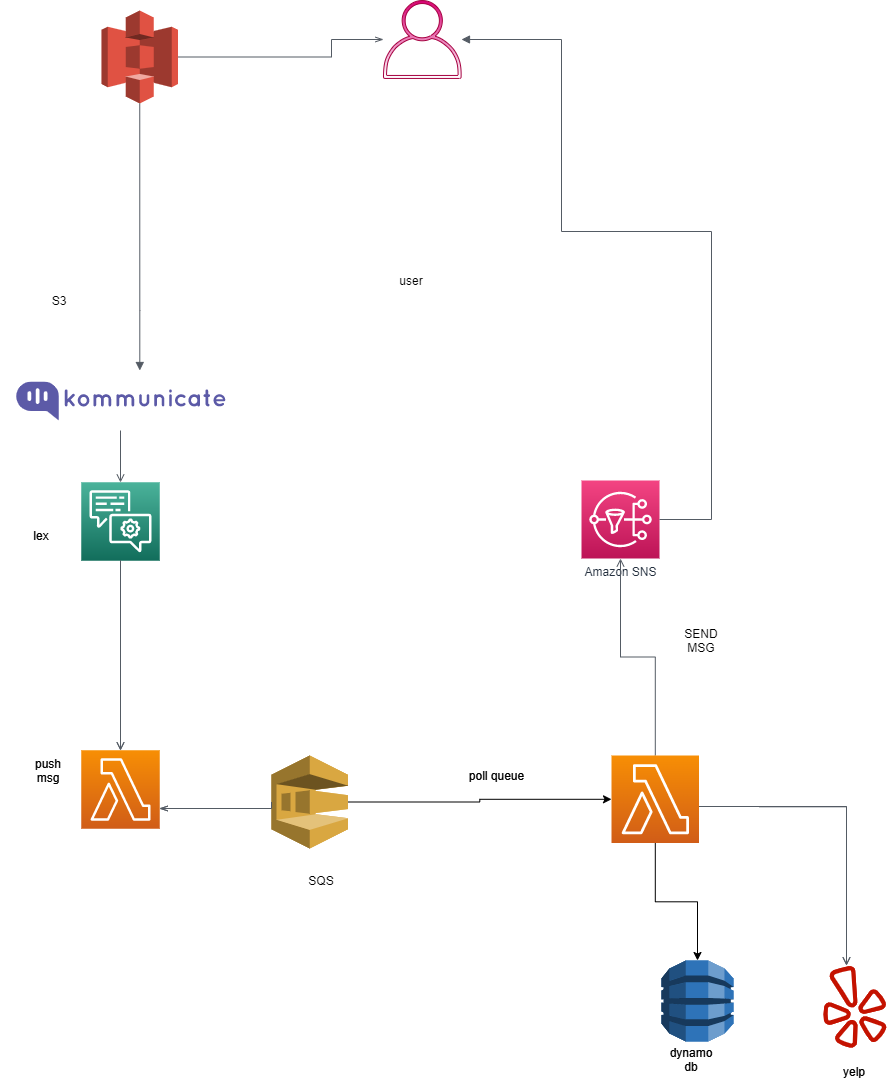 user
S3
kommunicate
lex
Amazon SNS
SEND
MSG
push
msg
poll queue
SQS
dynamo
db
yelp